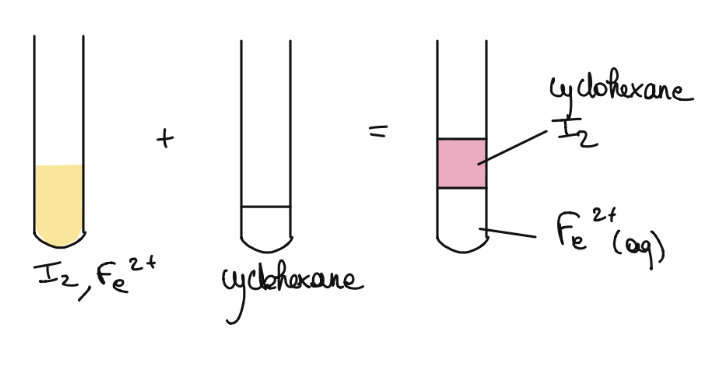 I₂, Fe²⁺
+
cyclohexane
=
cyclohexane
I₂
Fe²⁺(aq)